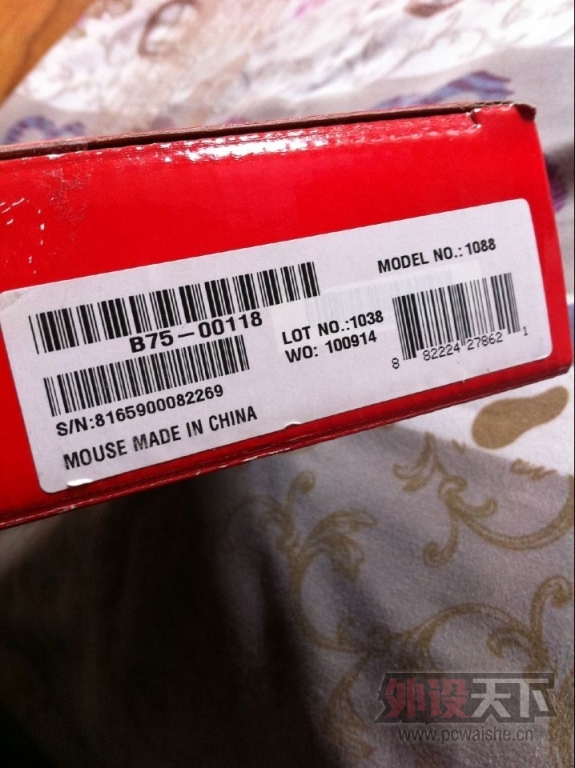 MODEL NO.:1088
B75-00118
LOT NO.:1038
WO: 100914
8 82224 27862 1
S/N:8165900082269
MOUSE MADE IN CHINA
外设天下
www.pcwaishe.cn